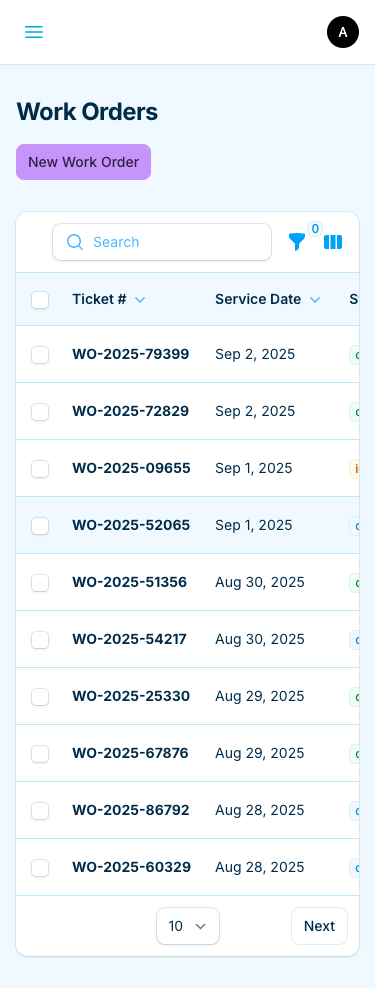 A
Work Orders
New Work Order
Search
0
Ticket # Service Date
WO-2025-79399 Sep 2, 2025
WO-2025-72829 Sep 2, 2025
WO-2025-09655 Sep 1, 2025
WO-2025-52065 Sep 1, 2025
WO-2025-51356 Aug 30, 2025
WO-2025-54217 Aug 30, 2025
WO-2025-25330 Aug 29, 2025
WO-2025-67876 Aug 29, 2025
WO-2025-86792 Aug 28, 2025
WO-2025-60329 Aug 28, 2025
10 Next